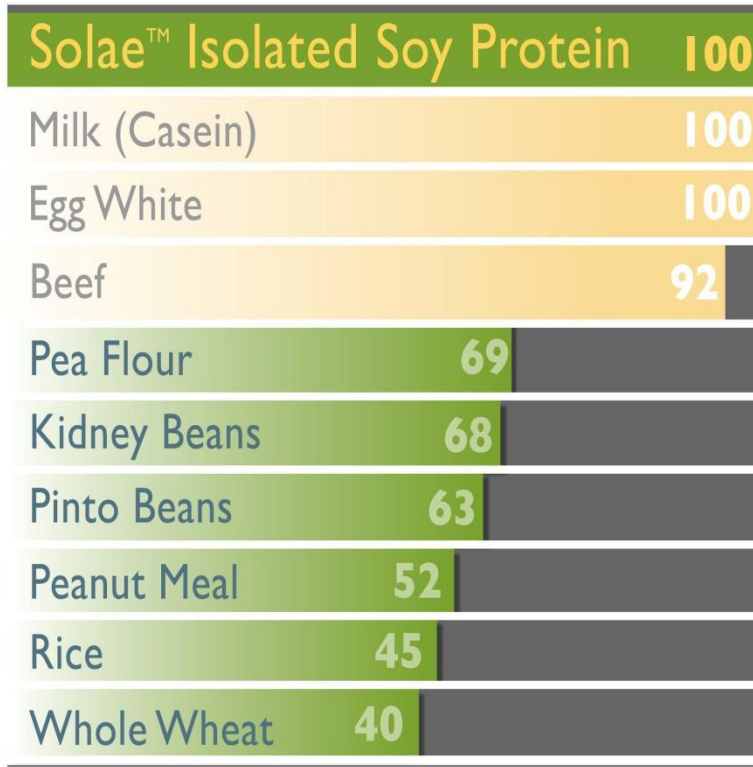 Solae™ Isolated Soy Protein 100
Milk (Casein) 100
Egg White 100
Beef 92
Pea Flour 69
Kidney Beans 68
Pinto Beans 63
Peanut Meal 52
Rice 45
Whole Wheat 40